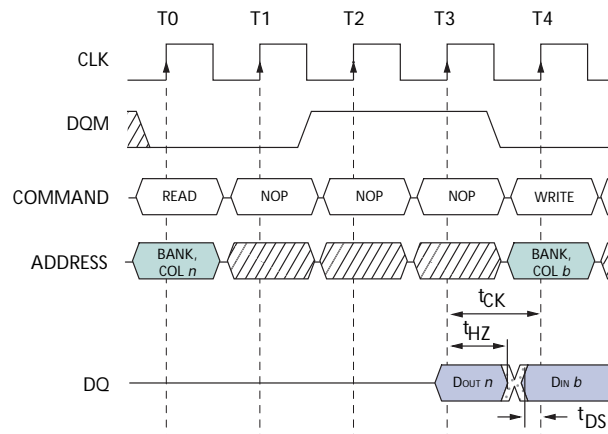 T0 T1 T2 T3 T4
CLK
DQM
COMMAND READ NOP NOP NOP WRITE
ADDRESS BANK, COL n BANK, COL b
tCK
tHZ
DQ DOUT n DIN b
tDS